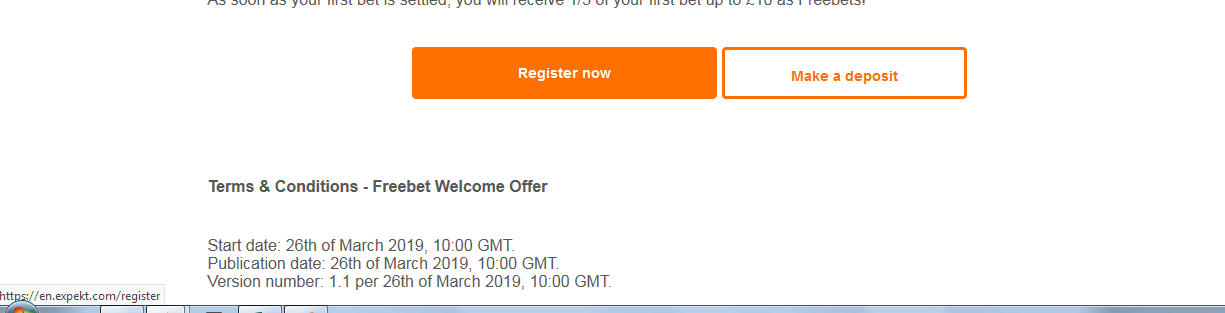 As soon as your first bet is settled, you will receive 1/5 of your first bet up to £10 as Freebets!
Register now
Make a deposit
Terms & Conditions - Freebet Welcome Offer
Start date: 26th of March 2019, 10:00 GMT.
Publication date: 26th of March 2019, 10:00 GMT.
Version number: 1.1 per 26th of March 2019, 10:00 GMT.
https://en.expekt.com/register